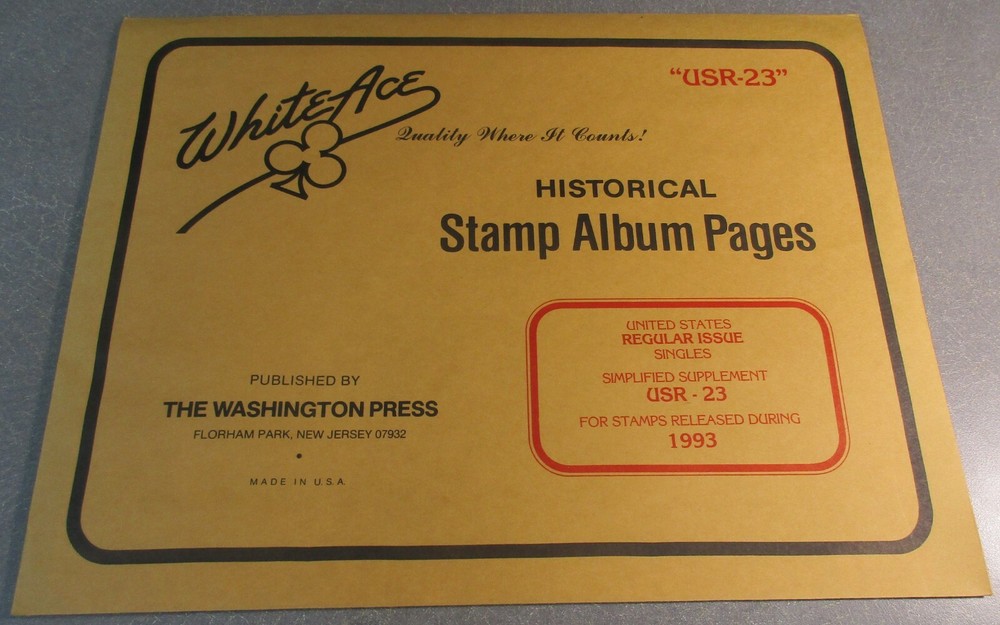 "USR-23"
White Ace
Quality Where It Counts!
HISTORICAL
Stamp Album Pages
UNITED STATES
REGULAR ISSUE
SINGLES
SIMPLIFIED SUPPLEMENT
USR - 23
FOR STAMPS RELEASED DURING
1993
PUBLISHED BY
THE WASHINGTON PRESS
FLORHAM PARK, NEW JERSEY 07932
MADE IN U.S.A.